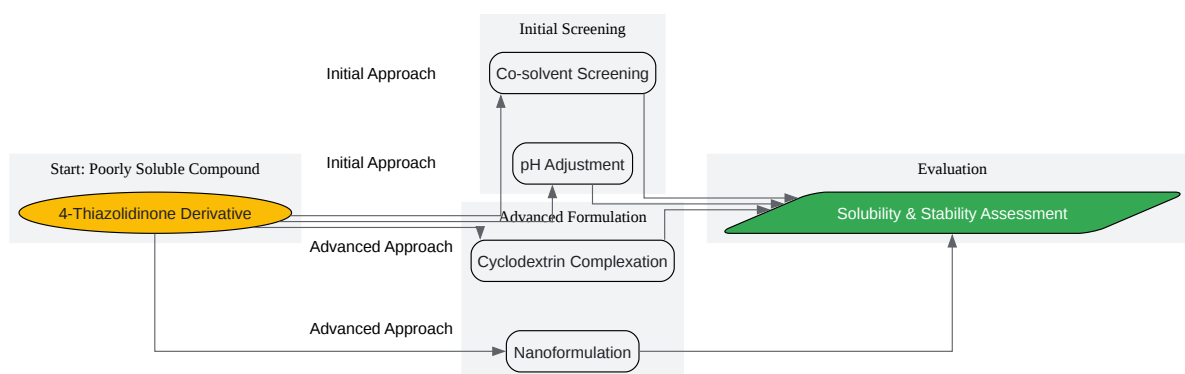 Start: Poorly Soluble Compound
4-Thiazolidinone Derivative
Initial Approach
Initial Approach
Advanced Approach
Advanced Approach
Initial Screening
Co-solvent Screening
pH Adjustment
Advanced Formulation
Cyclodextrin Complexation
Nanoformulation
Evaluation
Solubility & Stability Assessment